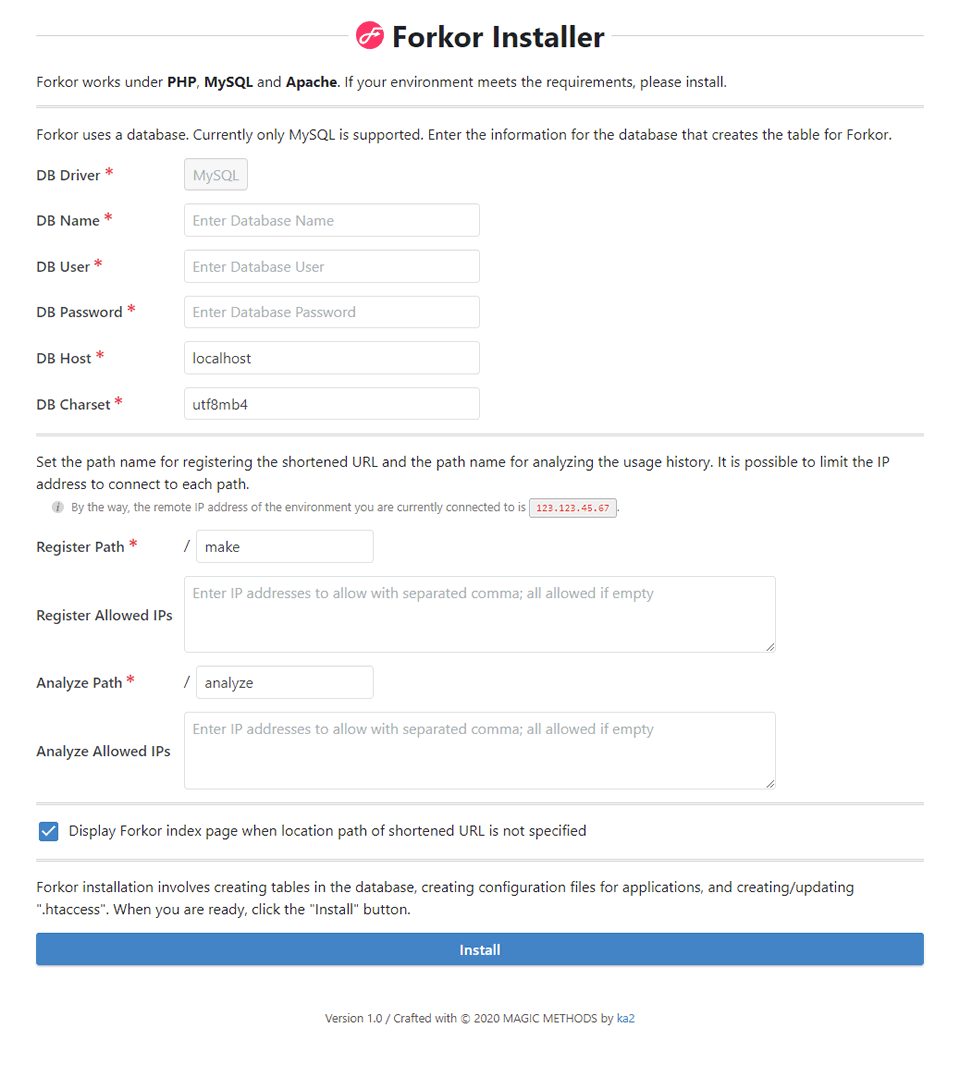 Forkor Installer
Forkor works under PHP, MySQL and Apache. If your environment meets the requirements, please install.
Forkor uses a database. Currently only MySQL is supported. Enter the information for the database that creates the table for Forkor.
DB Driver * MySQL
DB Name * Enter Database Name
DB User * Enter Database User
DB Password * Enter Database Password
DB Host * localhost
DB Charset * utf8mb4
Set the path name for registering the shortened URL and the path name for analyzing the usage history. It is possible to limit the IP
address to connect to each path.
i By the way, the remote IP address of the environment you are currently connected to is 123.123.45.67.
Register Path * / make
Register Allowed IPs Enter IP addresses to allow with separated comma; all allowed if empty
Analyze Path * / analyze
Analyze Allowed IPs Enter IP addresses to allow with separated comma; all allowed if empty
Display Forkor index page when location path of shortened URL is not specified
Forkor installation involves creating tables in the database, creating configuration files for applications, and creating/updating
".htaccess". When you are ready, click the "Install" button.
Install
Version 1.0 / Crafted with © 2020 MAGIC METHODS by ka2